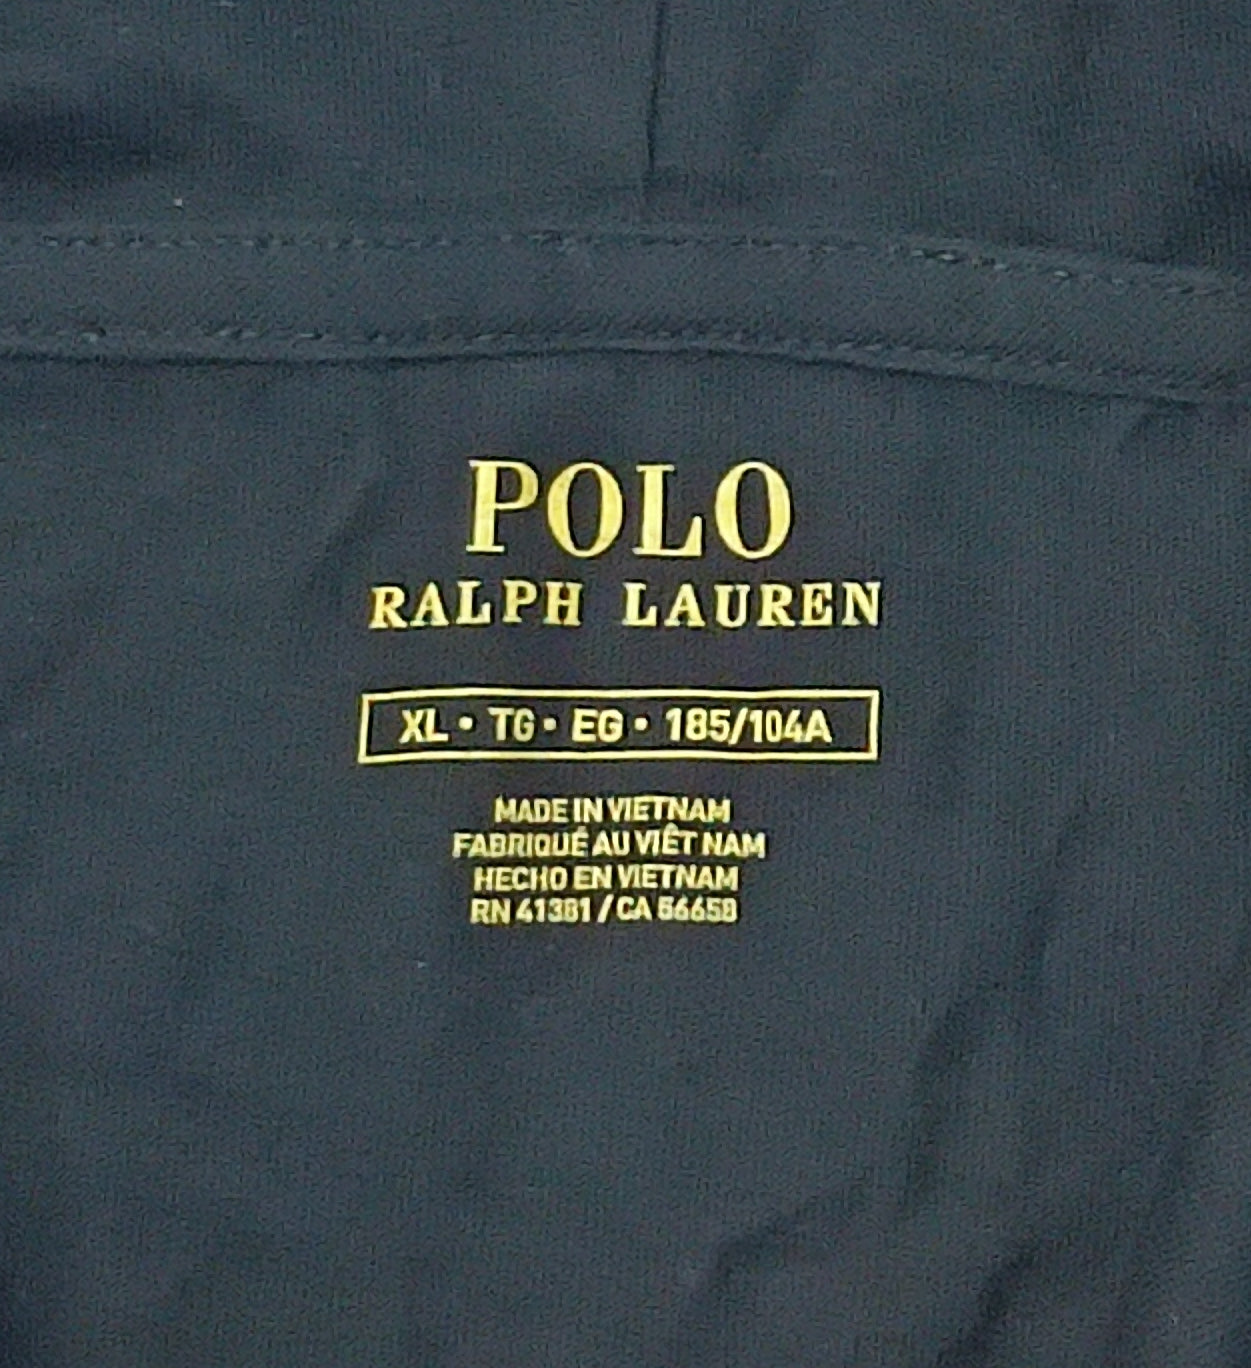 POLO
RALPH LAUREN
XL • TG • EG • 185/104A
MADE IN VIETNAM
FABRIQUÉ AU VIÊT NAM
HECHO EN VIETNAM
RN 41381 / CA 56658